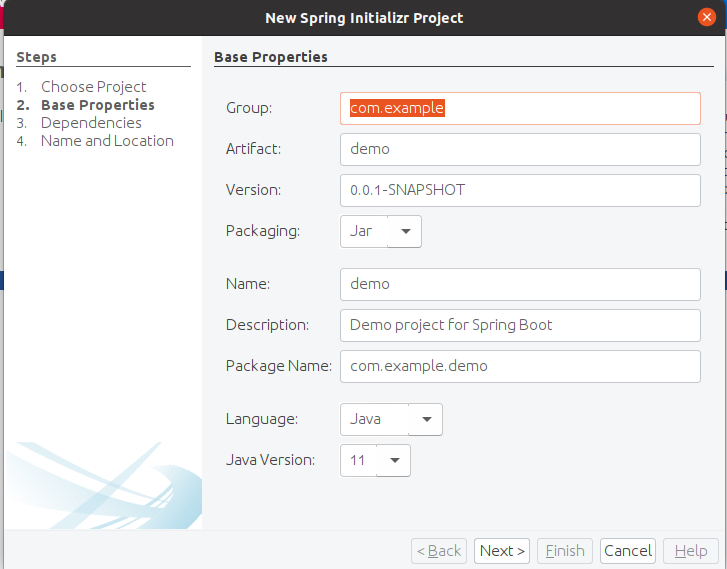 New Spring Initializr Project
Steps
1. Choose Project
2. Base Properties
3. Dependencies
4. Name and Location
Base Properties
Group: com.example
Artifact: demo
Version: 0.0.1-SNAPSHOT
Packaging: Jar
Name: demo
Description: Demo project for Spring Boot
Package Name: com.example.demo
Language: Java
Java Version: 11
< Back Next > Finish Cancel Help